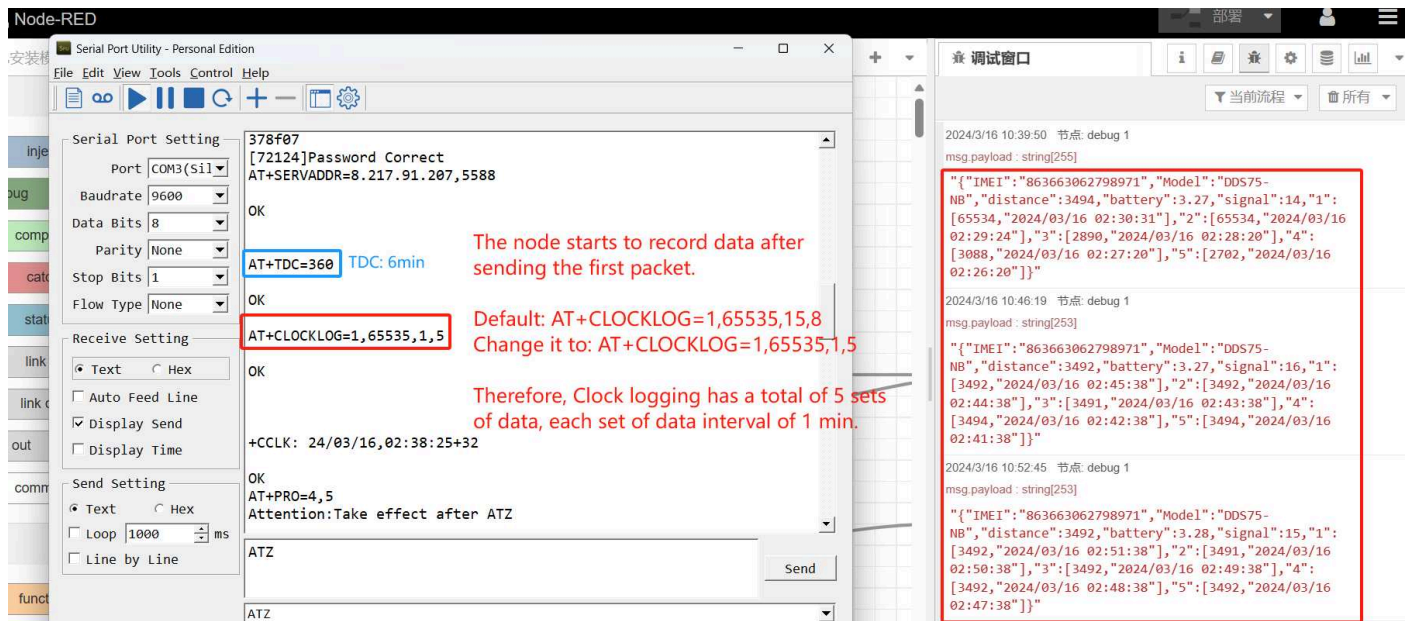 Node-RED
部署
安装模
Serial Port Utility - Personal Edition
File Edit View Tools Control Help
Serial Port Setting
Port COM3(Sil
Baudrate 9600
Data Bits 8
Parity None
Stop Bits 1
Flow Type None
Receive Setting
Text Hex
Auto Feed Line
Display Send
Display Time
Send Setting
Text Hex
Loop 1000 ms
Line by Line
inje
bug
comp
catc
statu
link
link c
out
comm
funct
378f07
[72124]Password Correct
AT+SERVADDR=8.217.91.207,5588
OK
AT+TDC=360 TDC: 6min
OK
AT+CLOCKLOG=1,65535,1,5
OK
+CCLK: 24/03/16,02:38:25+32
OK
AT+PRO=4,5
Attention:Take effect after ATZ
ATZ
Send
ATZ
The node starts to record data after
sending the first packet.
Default: AT+CLOCKLOG=1,65535,15,8
Change it to: AT+CLOCKLOG=1,65535,1,5
Therefore, Clock logging has a total of 5 sets
of data, each set of data interval of 1 min.
调试窗口
当前流程 所有
2024/3/16 10:39:50 节点: debug 1
msg.payload : string[255]
"{"IMEI":"863663062798971","Model":"DDS75-
NB","distance":3494,"battery":3.27,"signal":14,"1":
[65534,"2024/03/16 02:30:31"],"2":[65534,"2024/03/16
02:29:24"],"3":[2890,"2024/03/16 02:28:20"],"4":
[3088,"2024/03/16 02:27:20"],"5":[2702,"2024/03/16
02:26:20"]}"
2024/3/16 10:46:19 节点: debug 1
msg.payload : string[253]
"{"IMEI":"863663062798971","Model":"DDS75-
NB","distance":3492,"battery":3.27,"signal":16,"1":
[3492,"2024/03/16 02:45:38"],"2":[3492,"2024/03/16
02:44:38"],"3":[3491,"2024/03/16 02:43:38"],"4":
[3494,"2024/03/16 02:42:38"],"5":[3494,"2024/03/16
02:41:38"]}"
2024/3/16 10:52:45 节点: debug 1
msg.payload : string[253]
"{"IMEI":"863663062798971","Model":"DDS75-
NB","distance":3492,"battery":3.28,"signal":15,"1":
[3492,"2024/03/16 02:51:38"],"2":[3491,"2024/03/16
02:50:38"],"3":[3492,"2024/03/16 02:49:38"],"4":
[3492,"2024/03/16 02:48:38"],"5":[3492,"2024/03/16
02:47:38"]}"